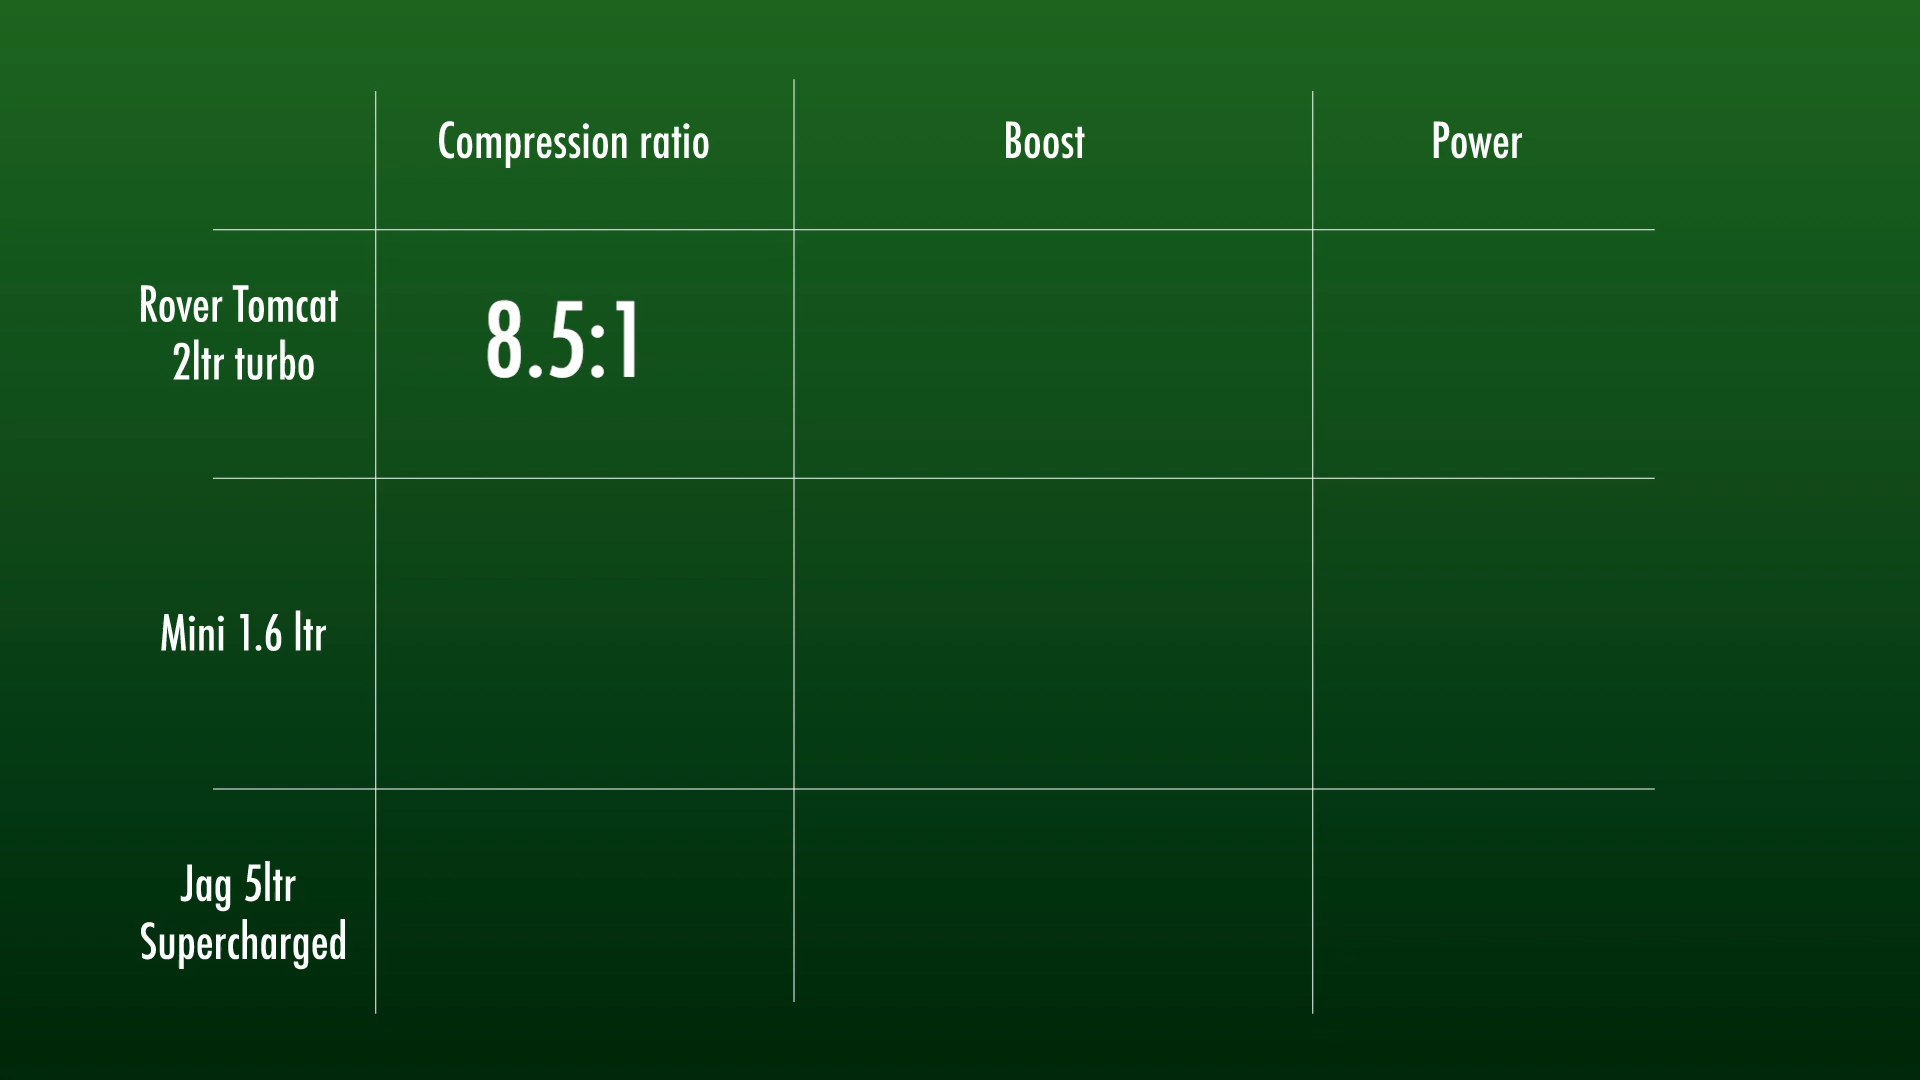 Compression ratio
Boost
Power
Rover Tomcat
2ltr turbo
8.5:1
Mini 1.6 ltr
Jag 5ltr
Supercharged